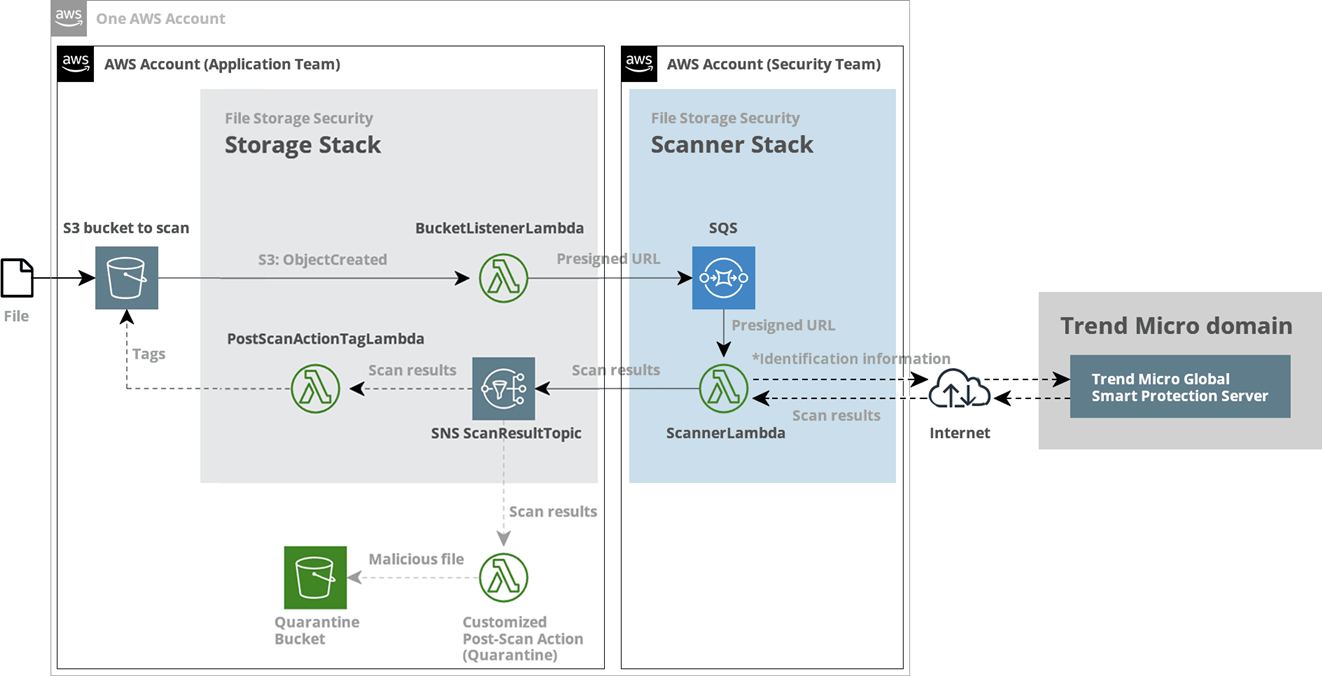 aws
One AWS Account
aws
AWS Account (Application Team)
aws
AWS Account (Security Team)
File Storage Security
Storage Stack
File Storage Security
Scanner Stack
S3 bucket to scan
BucketListenerLambda
SQS
S3: ObjectCreated
Presigned URL
File
Presigned URL
Tags
PostScanActionTagLambda
Scan results
Scan results
*Identification information
Scan results
SNS ScanResultTopic
ScannerLambda
Internet
Trend Micro domain
Trend Micro Global
Smart Protection Server
Scan results
Malicious file
Quarantine
Bucket
Customized
Post-Scan Action
(Quarantine)